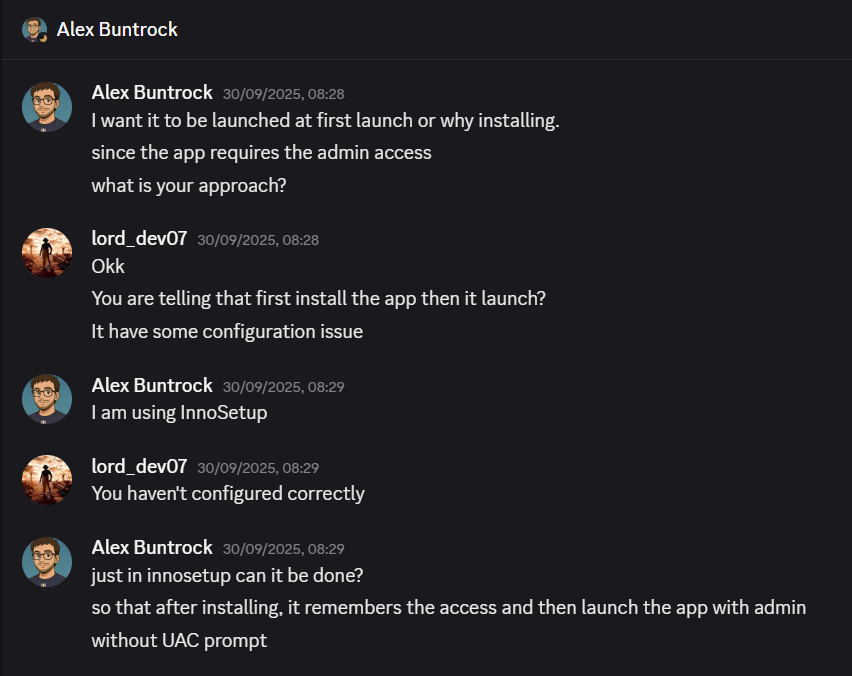 Alex Buntrock
Alex Buntrock 30/09/2025, 08:28
I want it to be launched at first launch or why installing.
since the app requires the admin access
what is your approach?
lord_dev07 30/09/2025, 08:28
Okk
You are telling that first install the app then it launch?
It have some configuration issue
Alex Buntrock 30/09/2025, 08:29
I am using InnoSetup
lord_dev07 30/09/2025, 08:29
You haven't configured correctly
Alex Buntrock 30/09/2025, 08:29
just in innosetup can it be done?
so that after installing, it remembers the access and then launch the app with admin
without UAC prompt